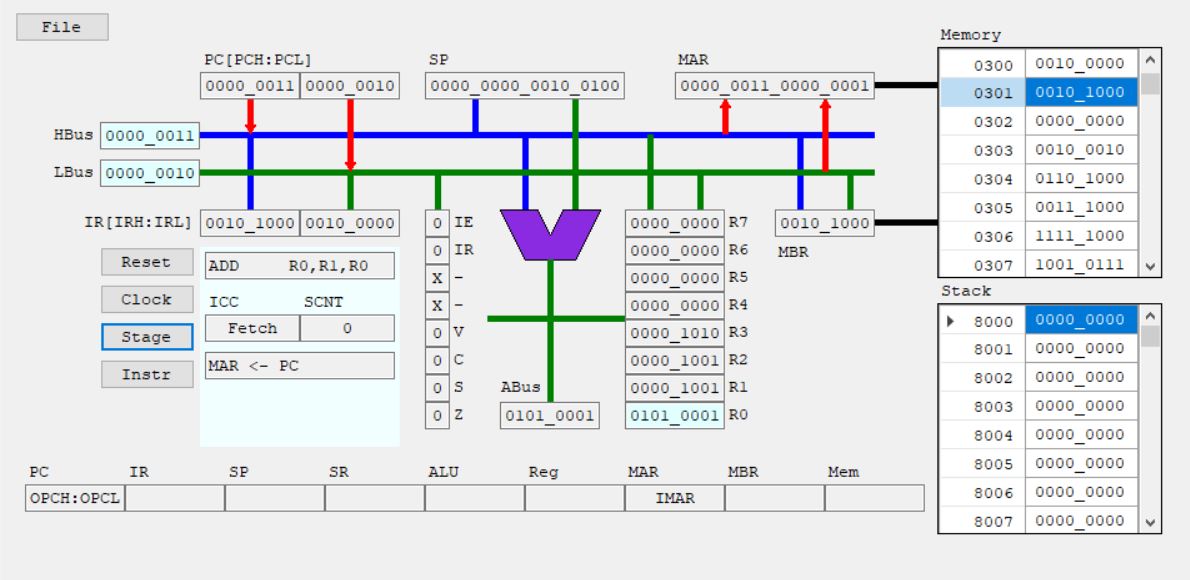 File
PC[PCH:PCL] SP MAR
0000_0011 0000_0010 0000_0000_0010_0100 0000_0011_0000_0001
HBus 0000_0011
LBus 0000_0010
IR[IRH:IRL] 0010_1000 0010_0000
0 IE
0 IR
X -
X -
0 V
0 C
0 S
0 Z
0000_0000 R7
0000_0000 R6
0000_0000 R5
0000_0000 R4
0000_1010 R3
0000_1001 R2
0000_1001 R1
0101_0001 R0
0010_1000
MBR
Reset
Clock
Stage
Instr
ADD R0,R1,R0
ICC SCNT
Fetch 0
MAR <- PC
ABus
0101_0001
Memory
0300 0010_0000
0301 0010_1000
0302 0000_0000
0303 0010_0010
0304 0110_1000
0305 0011_1000
0306 1111_1000
0307 1001_0111
Stack
8000 0000_0000
8001 0000_0000
8002 0000_0000
8003 0000_0000
8004 0000_0000
8005 0000_0000
8006 0000_0000
8007 0000_0000
PC IR SP SR ALU Reg MAR MBR Mem
OPCH:OPCL IMAR